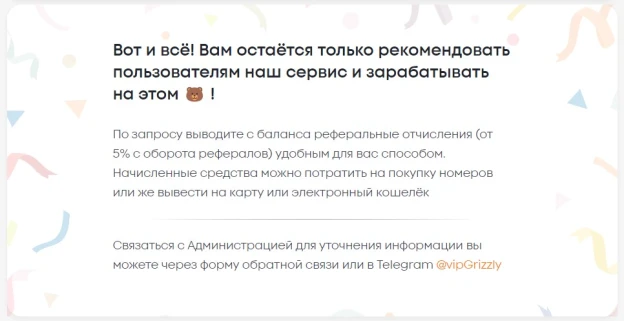 Вот и всё! Вам остаётся только рекомендовать
пользователям наш сервис и зарабатывать
на этом 🐻 !
По запросу выводите с баланса реферальные отчисления (от
5% с оборота рефералов) удобным для вас способом.
Начисленные средства можно потратить на покупку номеров
или же вывести на карту или электронный кошелёк
Связаться с Администрацией для уточнения информации вы
можете через форму обратной связи или в Telegram @vipGrizzly